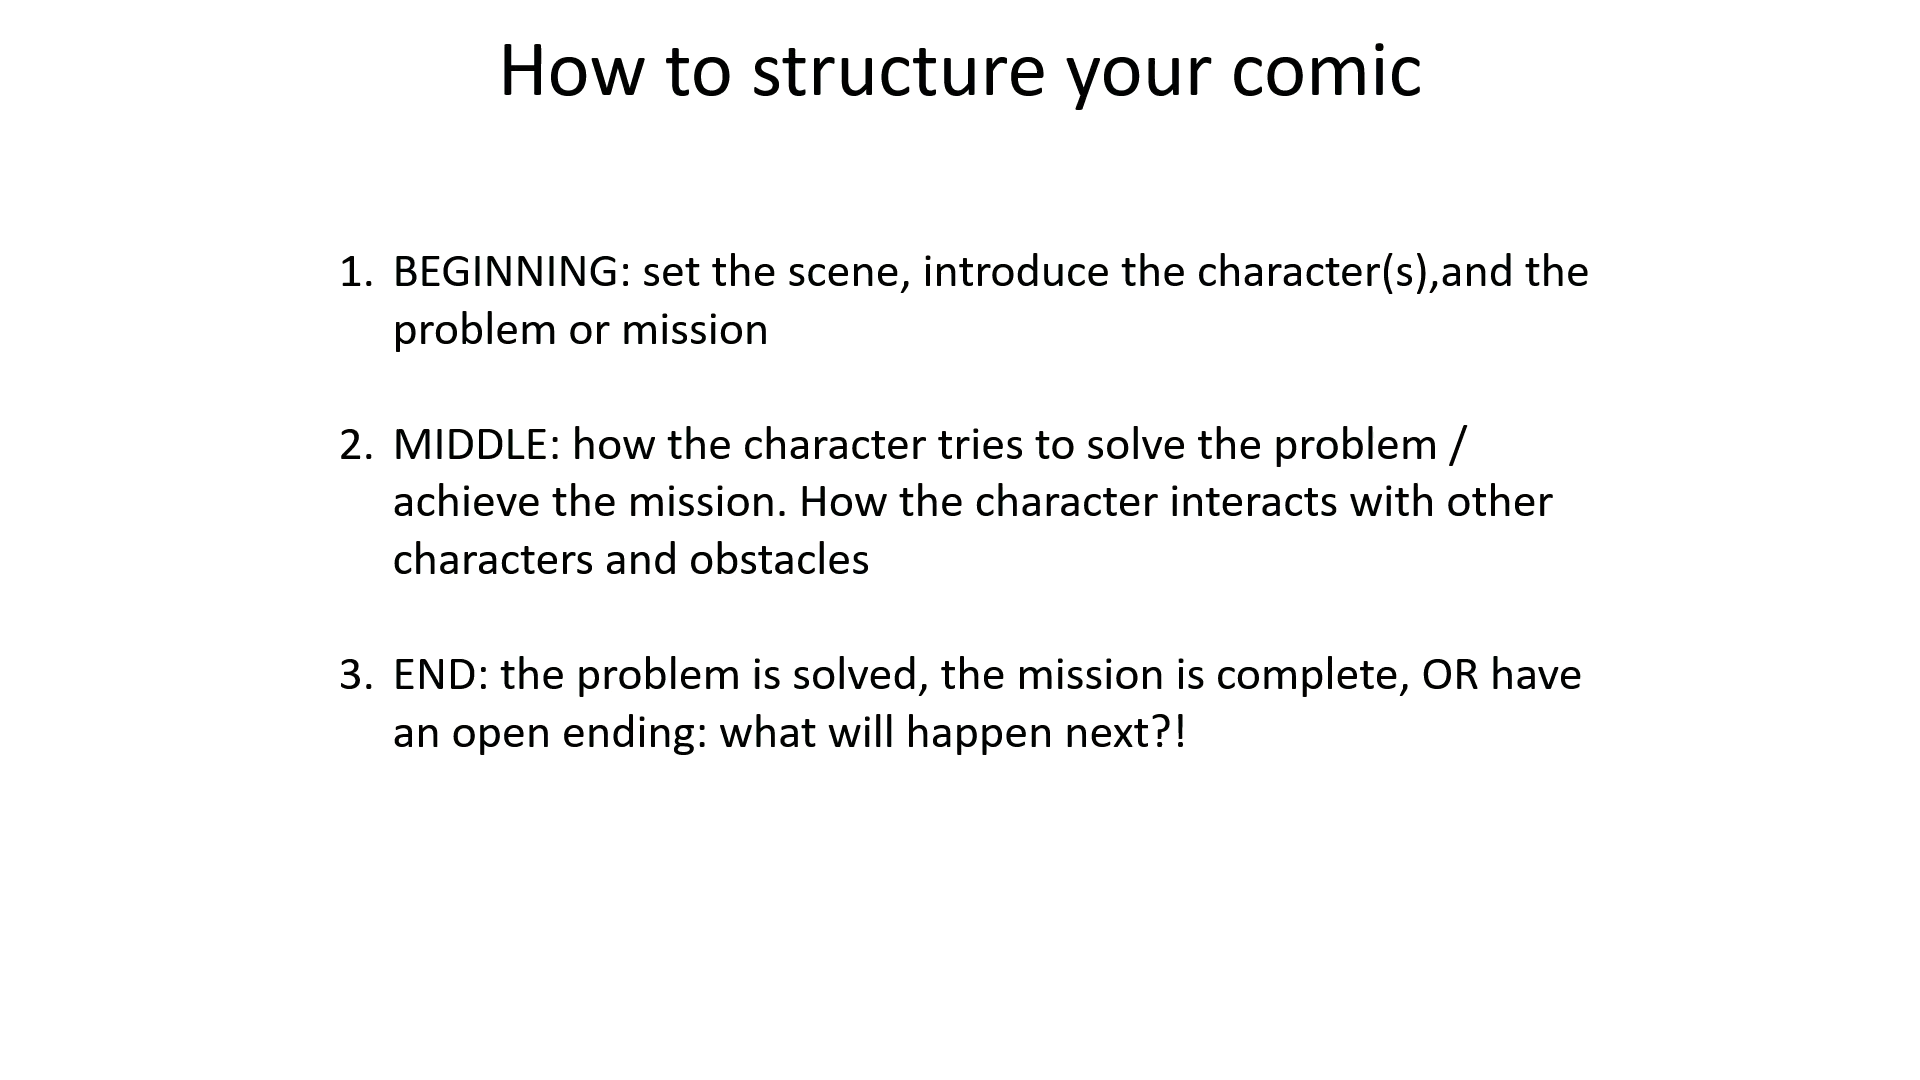 How to structure your comic
1. BEGINNING: set the scene, introduce the character(s),and the
problem or mission
2. MIDDLE: how the character tries to solve the problem /
achieve the mission. How the character interacts with other
characters and obstacles
3. END: the problem is solved, the mission is complete, OR have
an open ending: what will happen next?!